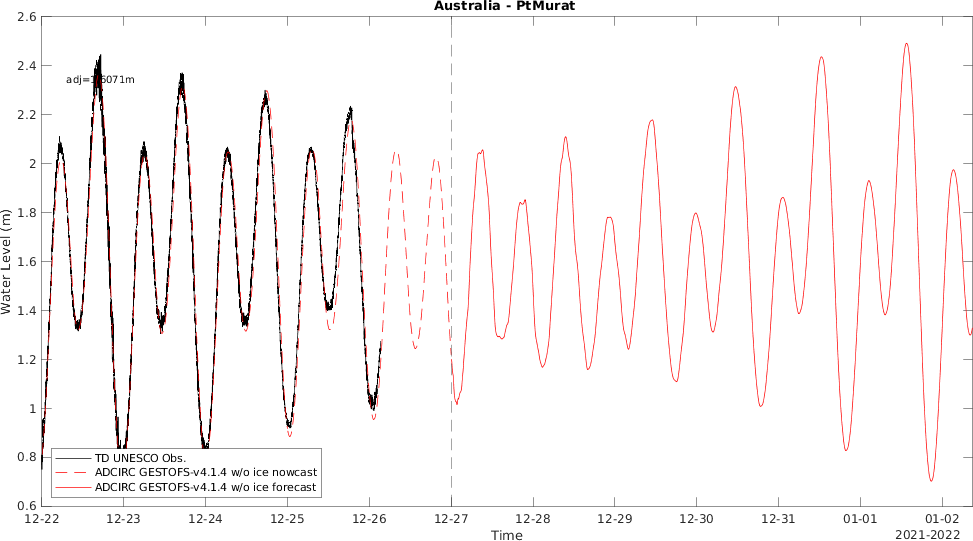 Australia - PtMurat
2.6
2.4
2.2
2
1.8
1.6
1.4
1.2
1
0.8
0.6
Water Level (m)
adj=1.6071m
TD UNESCO Obs.
ADCIRC GESTOFS-v4.1.4 w/o ice nowcast
ADCIRC GESTOFS-v4.1.4 w/o ice forecast
12-22 12-23 12-24 12-25 12-26 12-27 12-28 12-29 12-30 12-31 01-01 01-02
Time
2021-2022